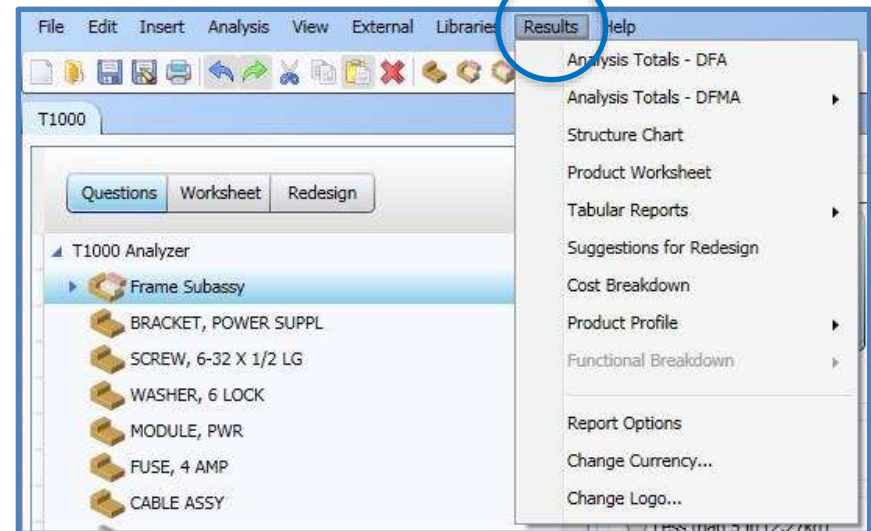 File Edit Insert Analysis View External Libraries Results Help
T1000
Questions Worksheet Redesign
T1000 Analyzer
Frame Subassy
BRACKET, POWER SUPPL
SCREW, 6-32 X 1/2 LG
WASHER, 6 LOCK
MODULE, PWR
FUSE, 4 AMP
CABLE ASSY
Analysis Totals - DFA
Analysis Totals - DFMA
Structure Chart
Product Worksheet
Tabular Reports
Suggestions for Redesign
Cost Breakdown
Product Profile
Functional Breakdown
Report Options
Change Currency...
Change Logo...